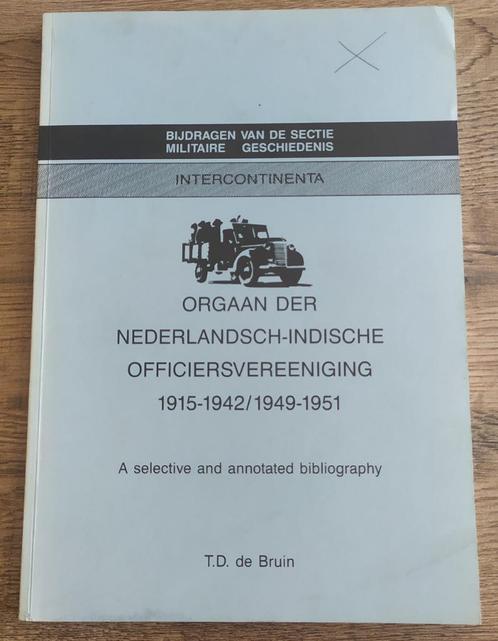 BIJDRAGEN VAN DE SECTIE
MILITAIRE GESCHIEDENIS
INTERCONTINENTA
ORGAAN DER
NEDERLANDSCH-INDISCHE
OFFICIERSVEREENIGING
1915-1942/1949-1951
A selective and annotated bibliography
T.D. de Bruin